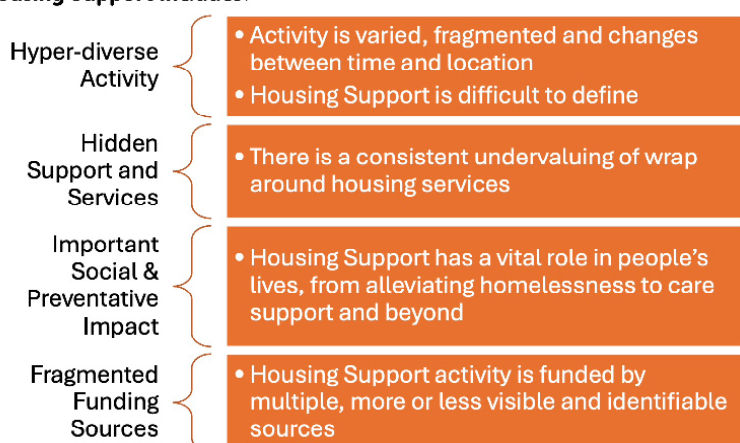 Hyper-diverse
Activity
• Activity is varied, fragmented and changes
between time and location
• Housing Support is difficult to define
Hidden
Support and
Services
• There is a consistent undervaluing of wrap
around housing services
Important
Social &
Preventative
Impact
• Housing Support has a vital role in people's
lives, from alleviating homelessness to care
support and beyond
Fragmented
Funding
Sources
• Housing Support activity is funded by
multiple, more or less visible and identifiable
sources